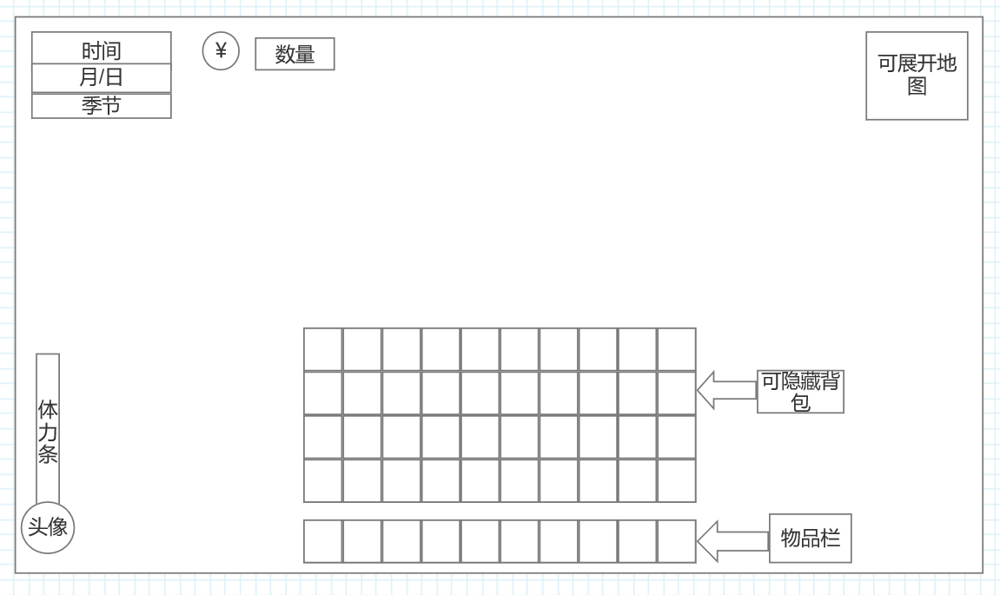 时间
月/日
季节
¥
数量
可展开地
图
可隐藏背
包
体
力
条
头像
物品栏